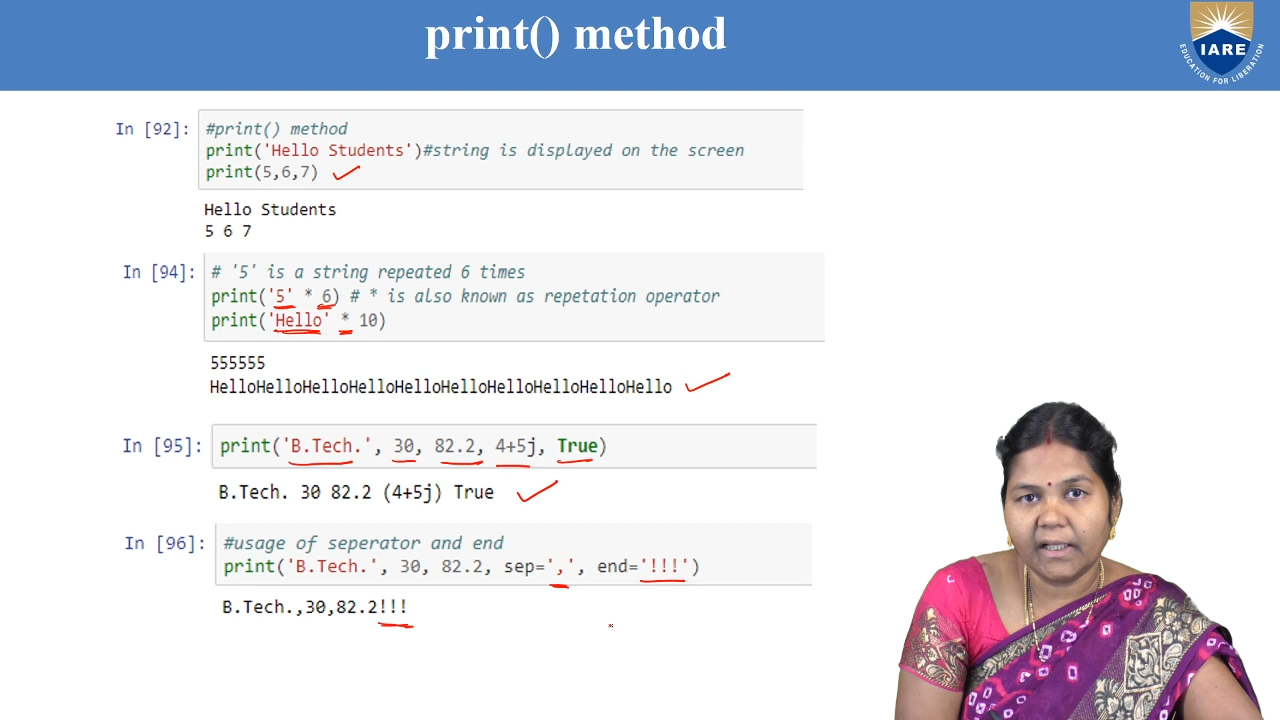 print() method
IARE
EDUCATION FOR LIBERATION
In [92]:
#print() method
print('Hello Students')#string is displayed on the screen
print(5,6,7)
Hello Students
5 6 7
In [94]:
# '5' is a string repeated 6 times
print('5' * 6) # * is also known as repetation operator
print('Hello' * 10)
555555
HelloHelloHelloHelloHelloHelloHelloHelloHelloHello
In [95]:
print('B.Tech.', 30, 82.2, 4+5j, True)
B.Tech. 30 82.2 (4+5j) True
In [96]:
#usage of seperator and end
print('B.Tech.', 30, 82.2, sep=',', end='!!!')
B.Tech.,30,82.2!!!